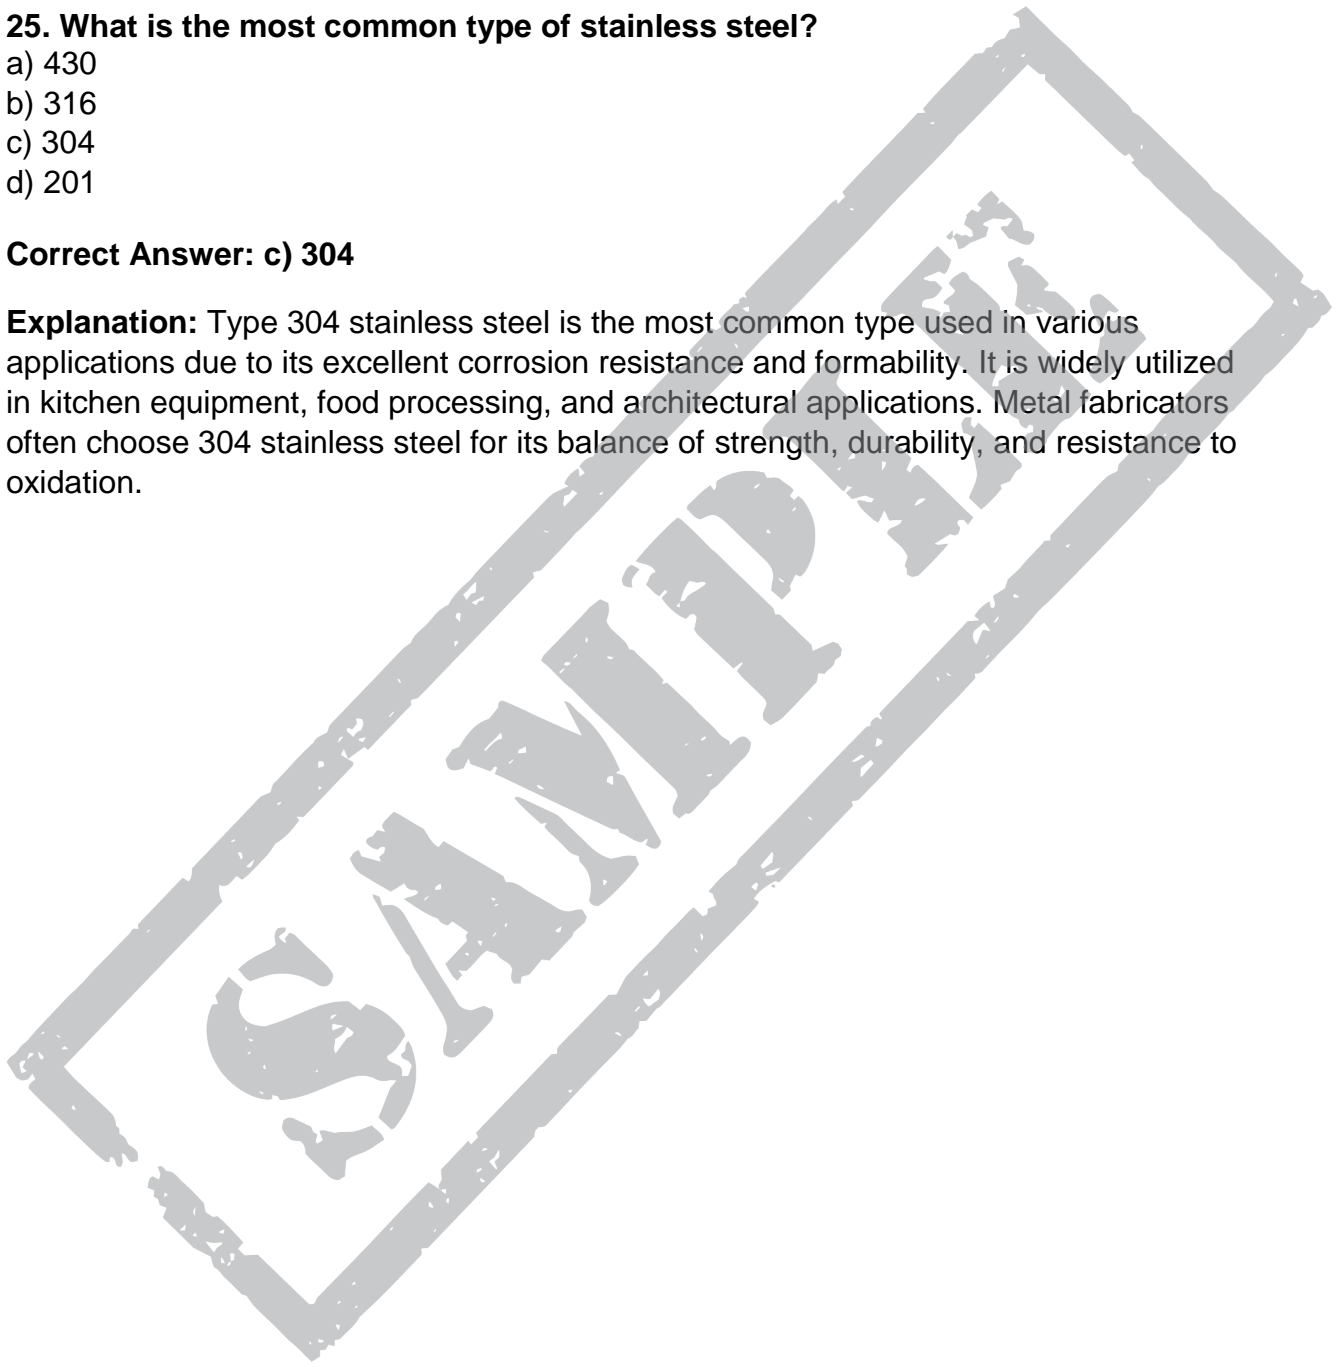 25. What is the most common type of stainless steel?
a) 430
b) 316
c) 304
d) 201
Correct Answer: c) 304
Explanation: Type 304 stainless steel is the most common type used in various
applications due to its excellent corrosion resistance and formability. It is widely utilized
in kitchen equipment, food processing, and architectural applications. Metal fabricators
often choose 304 stainless steel for its balance of strength, durability, and resistance to
oxidation.
SAMPLE